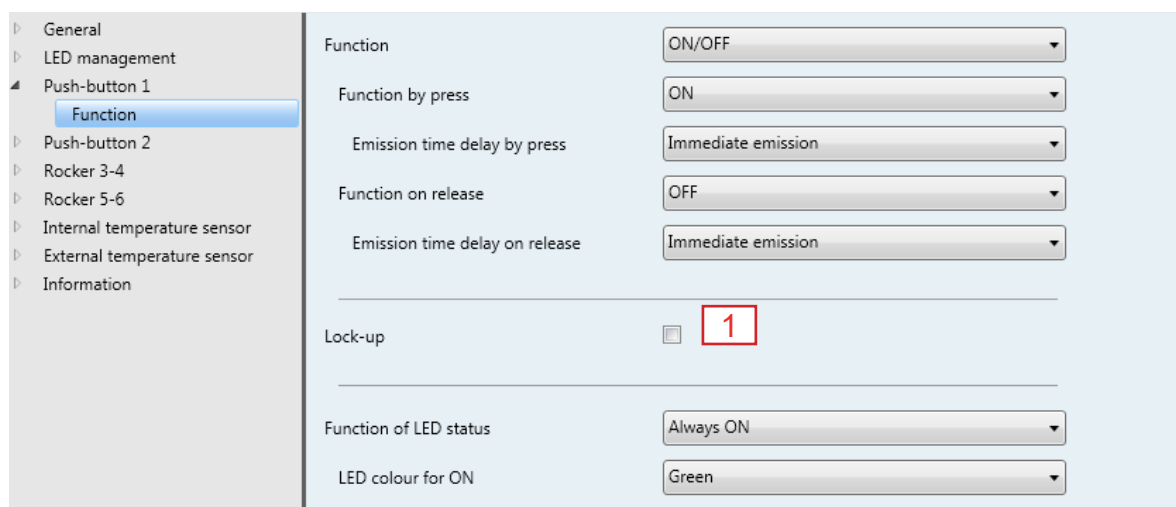 General
LED management
Push-button 1
Function
Push-button 2
Rocker 3-4
Rocker 5-6
Internal temperature sensor
External temperature sensor
Information
Function ON/OFF
Function by press ON
Emission time delay by press Immediate emission
Function on release OFF
Emission time delay on release Immediate emission
Lock-up 1
Function of LED status Always ON
LED colour for ON Green